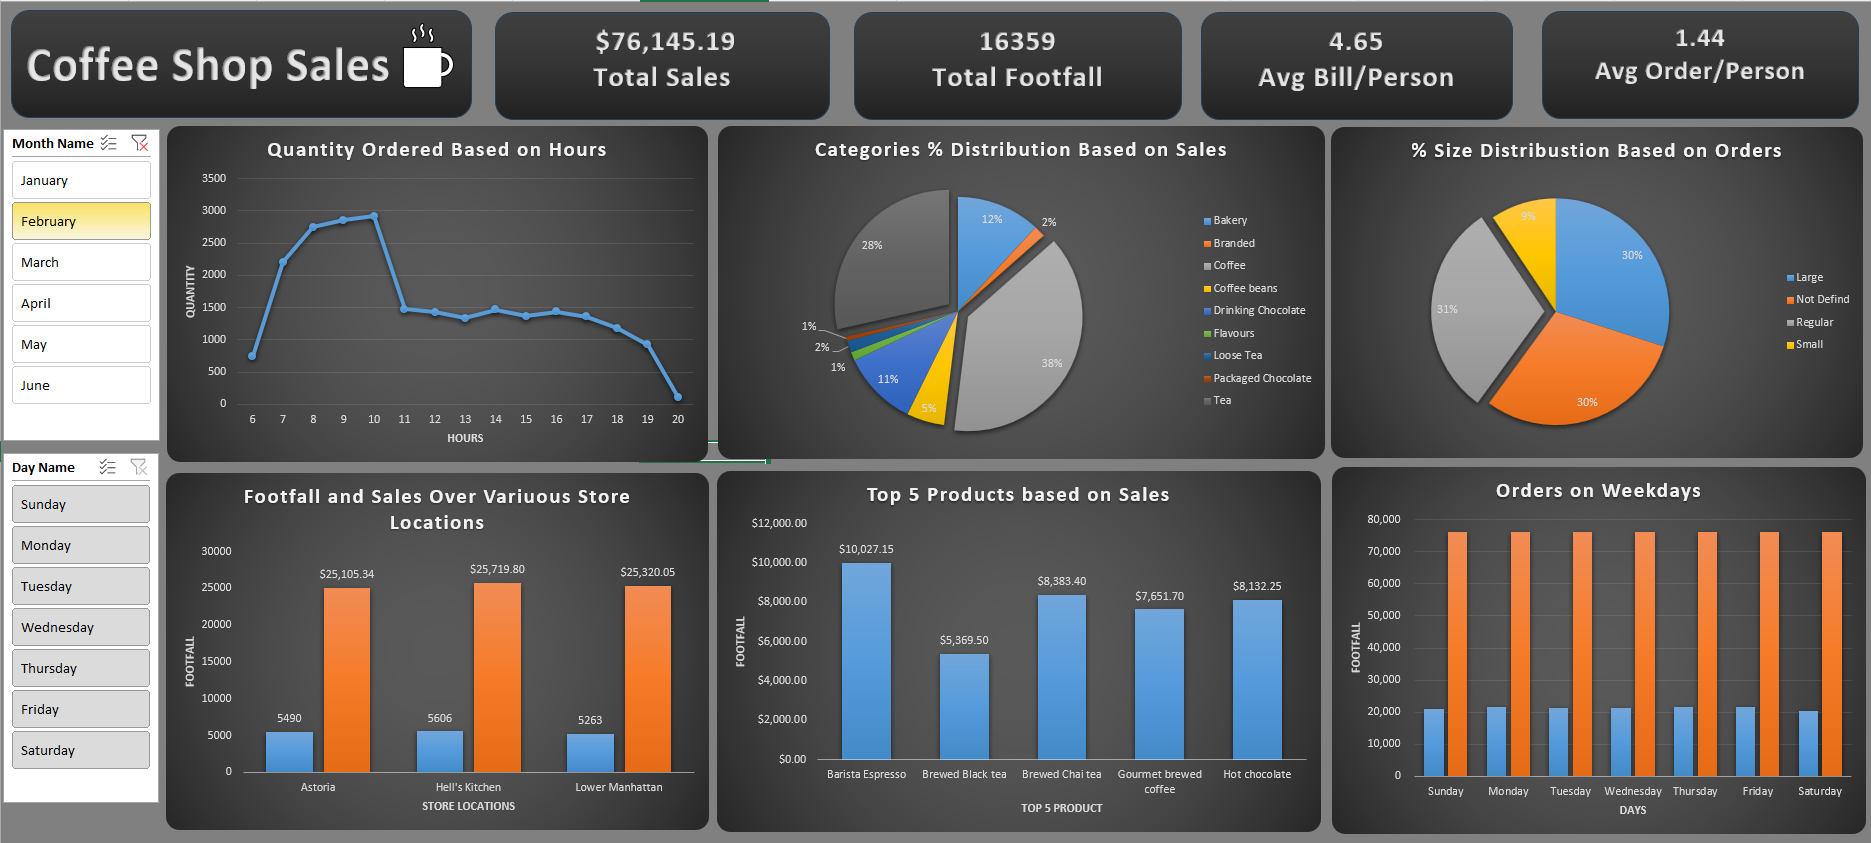 Coffee Shop Sales
$76,145.19
Total Sales
16359
Total Footfall
4.65
Avg Bill/Person
1.44
Avg Order/Person
Month Name
January
February
March
April
May
June
Day Name
Sunday
Monday
Tuesday
Wednesday
Thursday
Friday
Saturday
Quantity Ordered Based on Hours
3500
3000
2500
2000
1500
1000
500
0
QUANTITY
6 7 8 9 10 11 12 13 14 15 16 17 18 19 20
HOURS
Categories % Distribution Based on Sales
12%
2%
38%
5%
11%
1%
2%
1%
28%
Bakery
Branded
Coffee
Coffee beans
Drinking Chocolate
Flavours
Loose Tea
Packaged Chocolate
Tea
% Size Distribustion Based on Orders
30%
30%
31%
9%
Large
Not Defind
Regular
Small
Footfall and Sales Over Variuous Store
Locations
30000
25000
20000
15000
10000
5000
0
FOOTFALL
5490
$25,105.34
5606
$25,719.80
5263
$25,320.05
Astoria Hell's Kitchen Lower Manhattan
STORE LOCATIONS
Top 5 Products based on Sales
$12,000.00
$10,000.00
$8,000.00
$6,000.00
$4,000.00
$2,000.00
$0.00
FOOTFALL
$10,027.15
$5,369.50
$8,383.40
$7,651.70
$8,132.25
Barista Espresso Brewed Black tea Brewed Chai tea Gourmet brewed Hot chocolate
coffee
TOP 5 PRODUCT
Orders on Weekdays
80,000
70,000
60,000
50,000
40,000
30,000
20,000
10,000
0
FOOTFALL
Sunday Monday Tuesday Wednesday Thursday Friday Saturday
DAYS